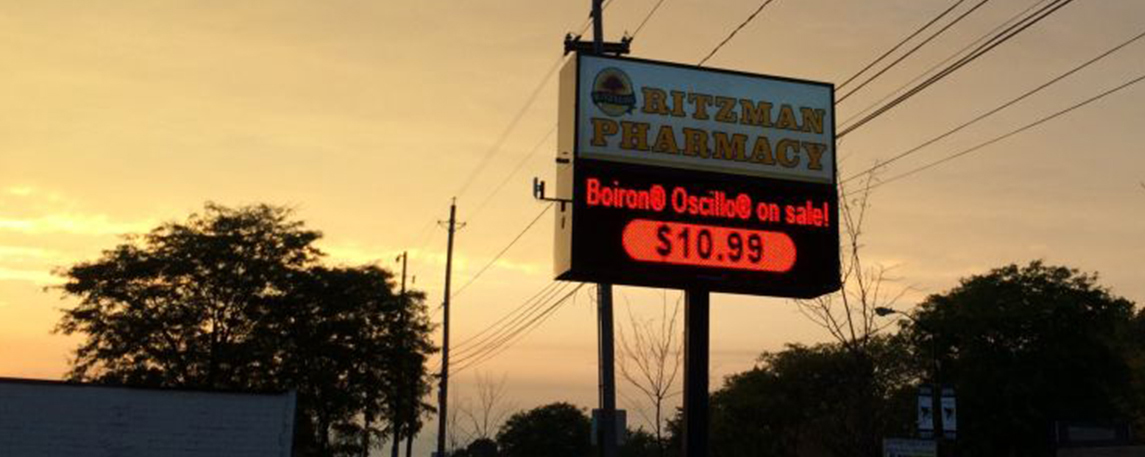 RITZMAN
PHARMACY
Boiron® Oscillo® on sale!
$10.99